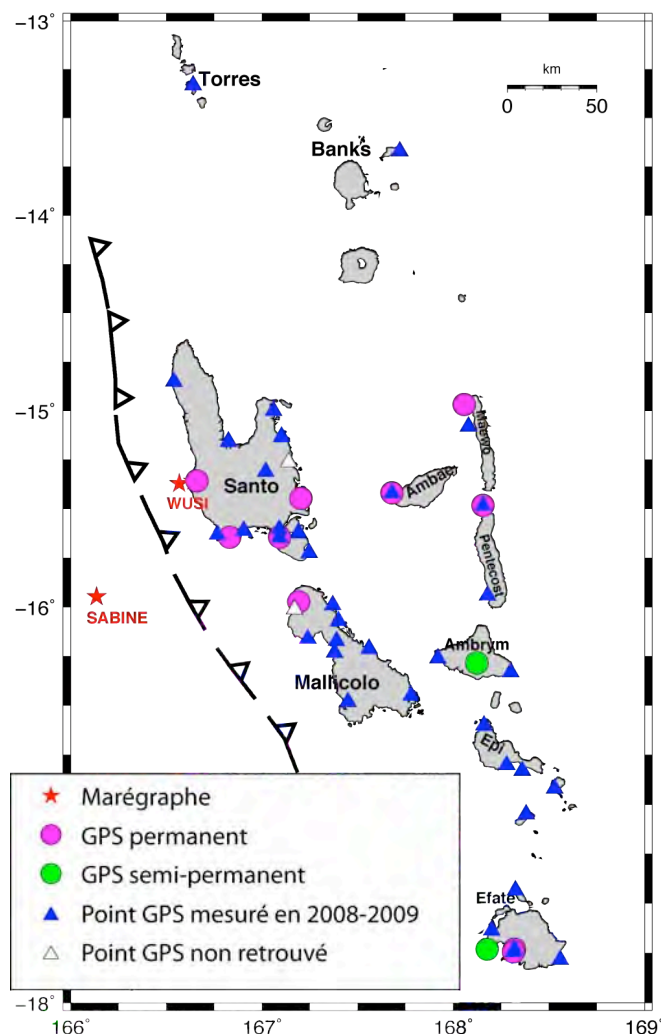 −13°
Torres
km
0 50
Banks
−14°
−15°
Maewo
Ambae
Santo
WUSI
Pentecost
−16°
SABINE
Ambrym
Mallicolo
Epi
Marégraphe
GPS permanent
GPS semi-permanent
Point GPS mesuré en 2008-2009
Point GPS non retrouvé
Efate
−18°
166° 167° 168° 169°